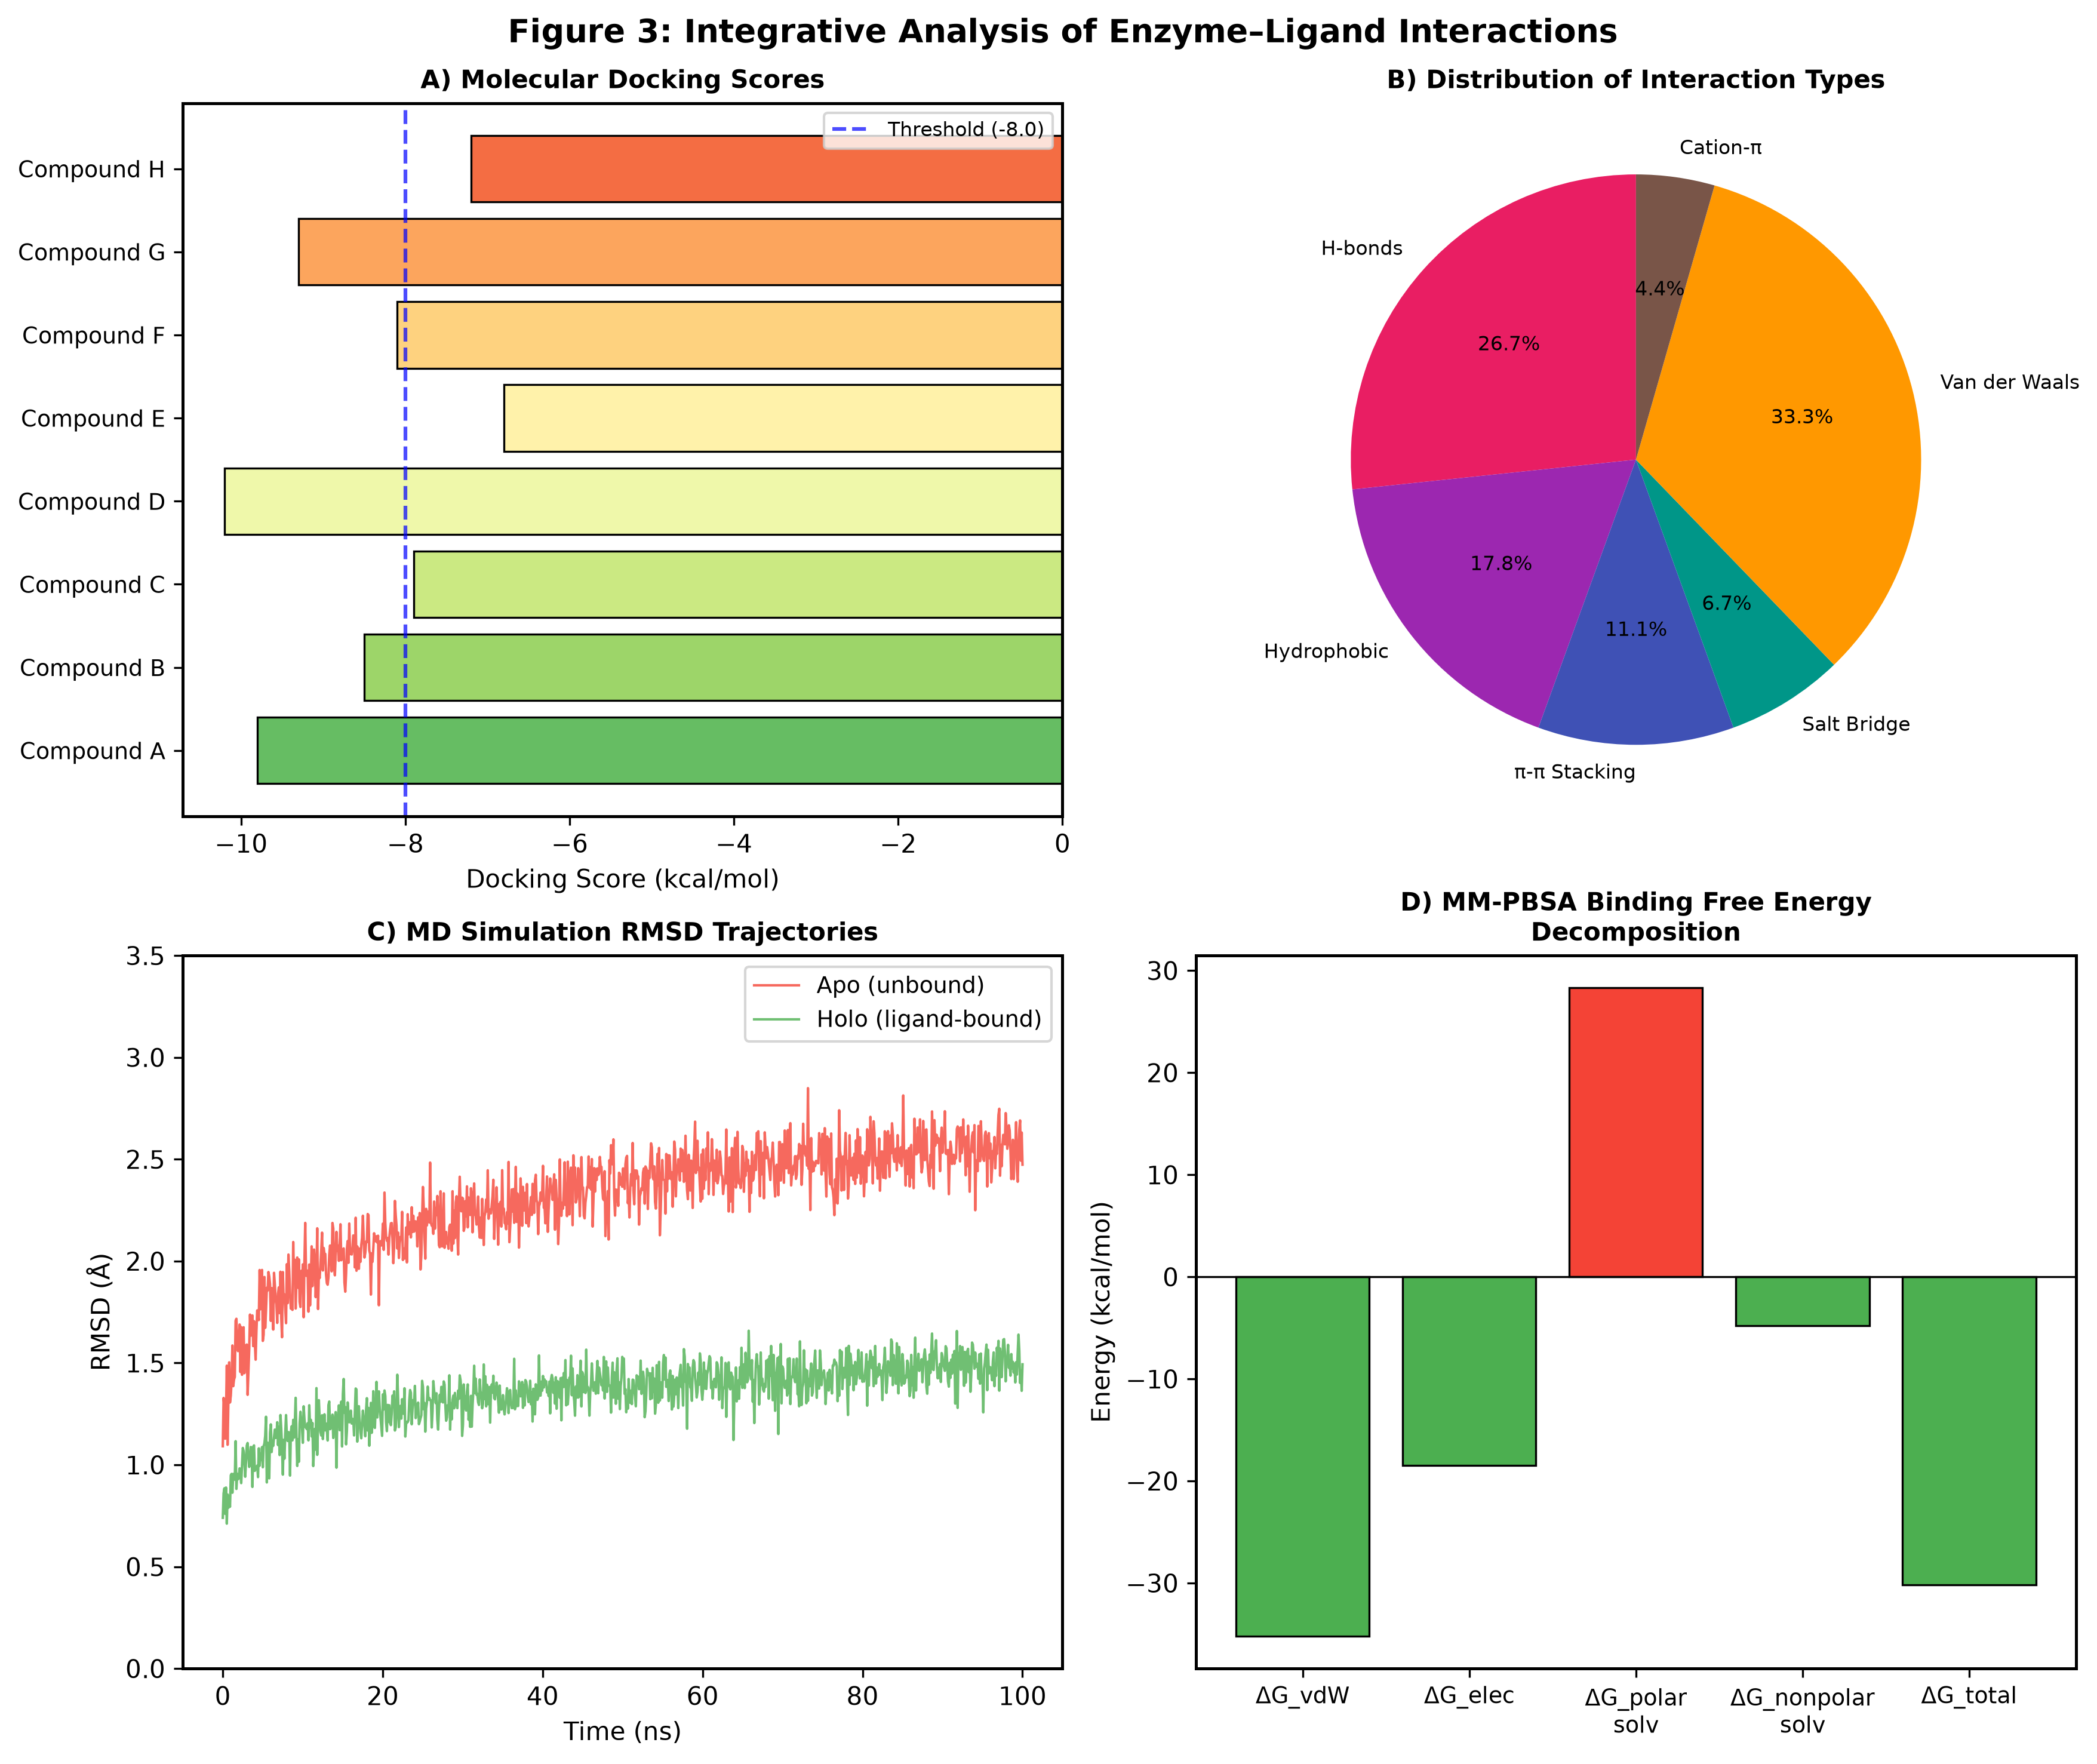 Figure 3: Integrative Analysis of Enzyme–Ligand Interactions
A) Molecular Docking Scores
Threshold (-8.0)
Compound H
Compound G
Compound F
Compound E
Compound D
Compound C
Compound B
Compound A
−10
−8
−6
−4
−2
0
Docking Score (kcal/mol)
B) Distribution of Interaction Types
Cation-π
H-bonds
4.4%
26.7%
Van der Waals
33.3%
17.8%
6.7%
11.1%
Hydrophobic
Salt Bridge
π-π Stacking
C) MD Simulation RMSD Trajectories
Apo (unbound)
Holo (ligand-bound)
3.5
3.0
2.5
2.0
1.5
1.0
0.5
0.0
RMSD (Å)
0
20
40
60
80
100
Time (ns)
D) MM-PBSA Binding Free Energy
Decomposition
30
20
10
0
−10
−20
−30
Energy (kcal/mol)
ΔG_vdW
ΔG_elec
ΔG_polar
solv
ΔG_nonpolar
solv
ΔG_total